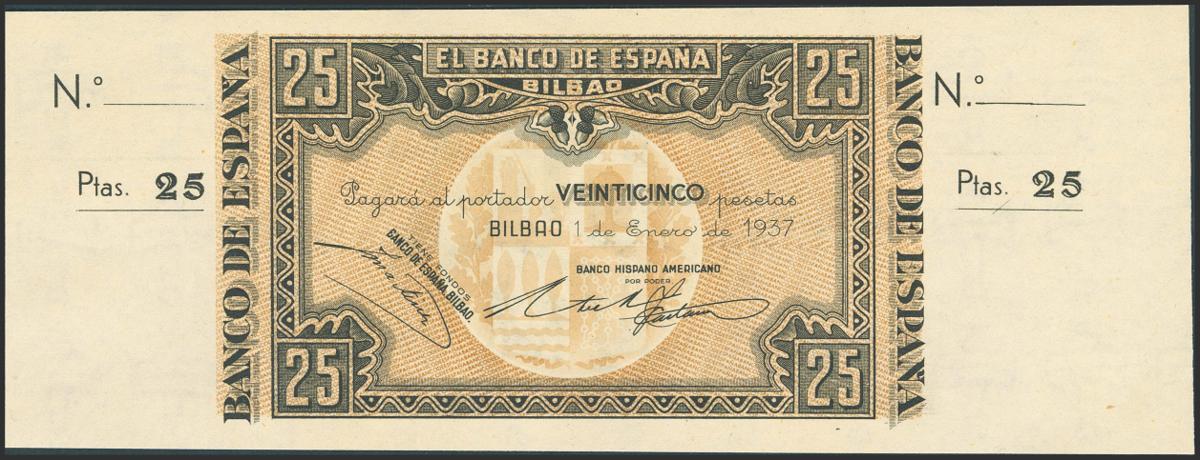 N.º
Ptas. 25
BANCO DE ESPAÑA
25
EL BANCO DE ESPAÑA
BILBAO
25
Pagará al portador VEINTICINCO pesetas
BILBAO 1 de Enero de 1937
TIENE FONDOS
BANCO DE ESPAÑA, BILBAO.
BANCO HISPANO AMERICANO
POR PODER
25
25
BANCO DE ESPAÑA
N.º
Ptas. 25